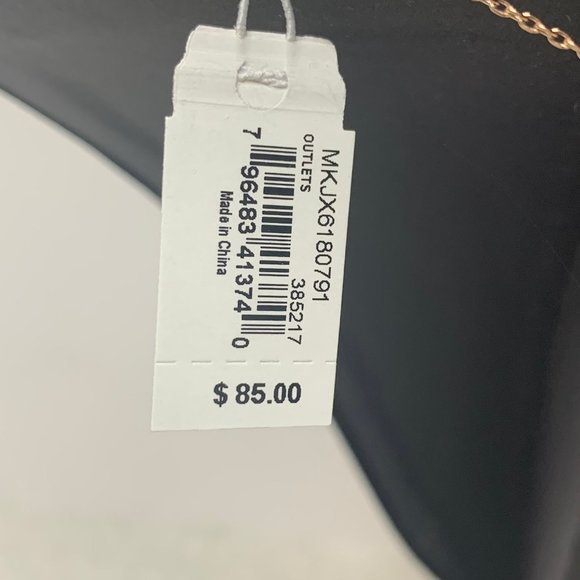 MKJX6180791
OUTLETS 385217
7 96483 41374 0
Made in China
$ 85.00